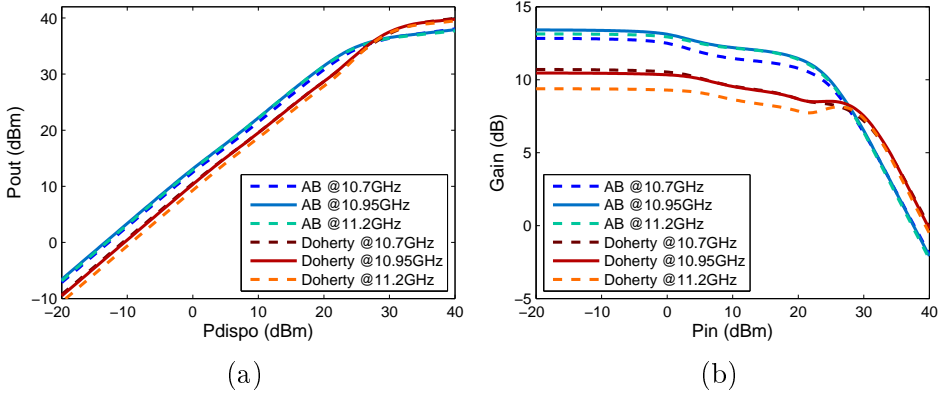 40
30
20
10
0
−10
Pout (dBm)
−20 −10 0 10 20 30 40
Pdispo (dBm)
AB @10.7GHz
AB @10.95GHz
AB @11.2GHz
Doherty @10.7GHz
Doherty @10.95GHz
Doherty @11.2GHz
(a)
15
10
5
0
−5
Gain (dB)
−20 −10 0 10 20 30 40
Pin (dBm)
AB @10.7GHz
AB @10.95GHz
AB @11.2GHz
Doherty @10.7GHz
Doherty @10.95GHz
Doherty @11.2GHz
(b)